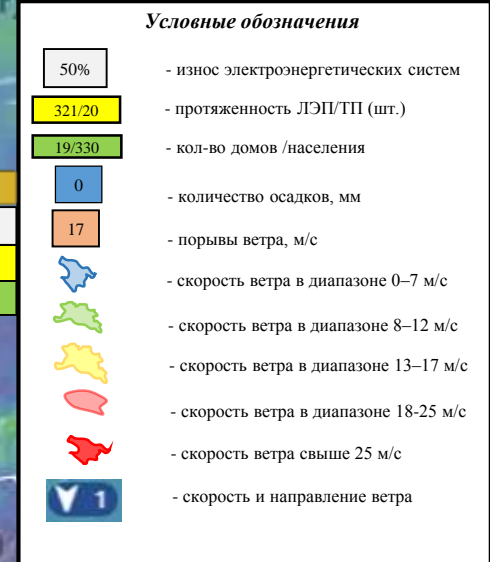 Условные обозначения
50% - износ электроэнергетических систем
321/20 - протяженность ЛЭП/ТП (шт.)
19/330 - кол-во домов /населения
0 - количество осадков, мм
17 - порывы ветра, м/с
- скорость ветра в диапазоне 0–7 м/с
- скорость ветра в диапазоне 8–12 м/с
- скорость ветра в диапазоне 13–17 м/с
- скорость ветра в диапазоне 18-25 м/с
- скорость ветра свыше 25 м/с
1 - скорость и направление ветра